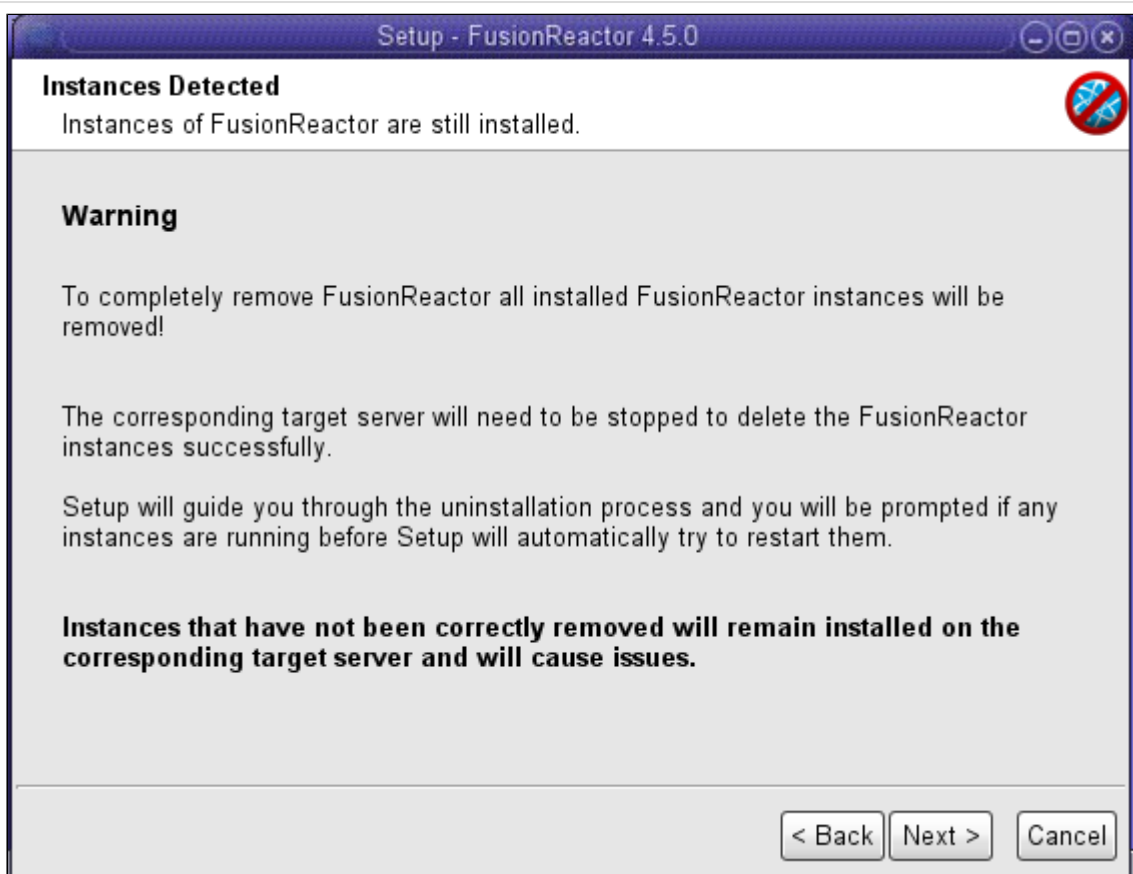 Setup - FusionReactor 4.5.0
Instances Detected
Instances of FusionReactor are still installed.
Warning
To completely remove FusionReactor all installed FusionReactor instances will be
removed!
The corresponding target server will need to be stopped to delete the FusionReactor
instances successfully.
Setup will guide you through the uninstallation process and you will be prompted if any
instances are running before Setup will automatically try to restart them.
Instances that have not been correctly removed will remain installed on the
corresponding target server and will cause issues.
< Back Next > Cancel